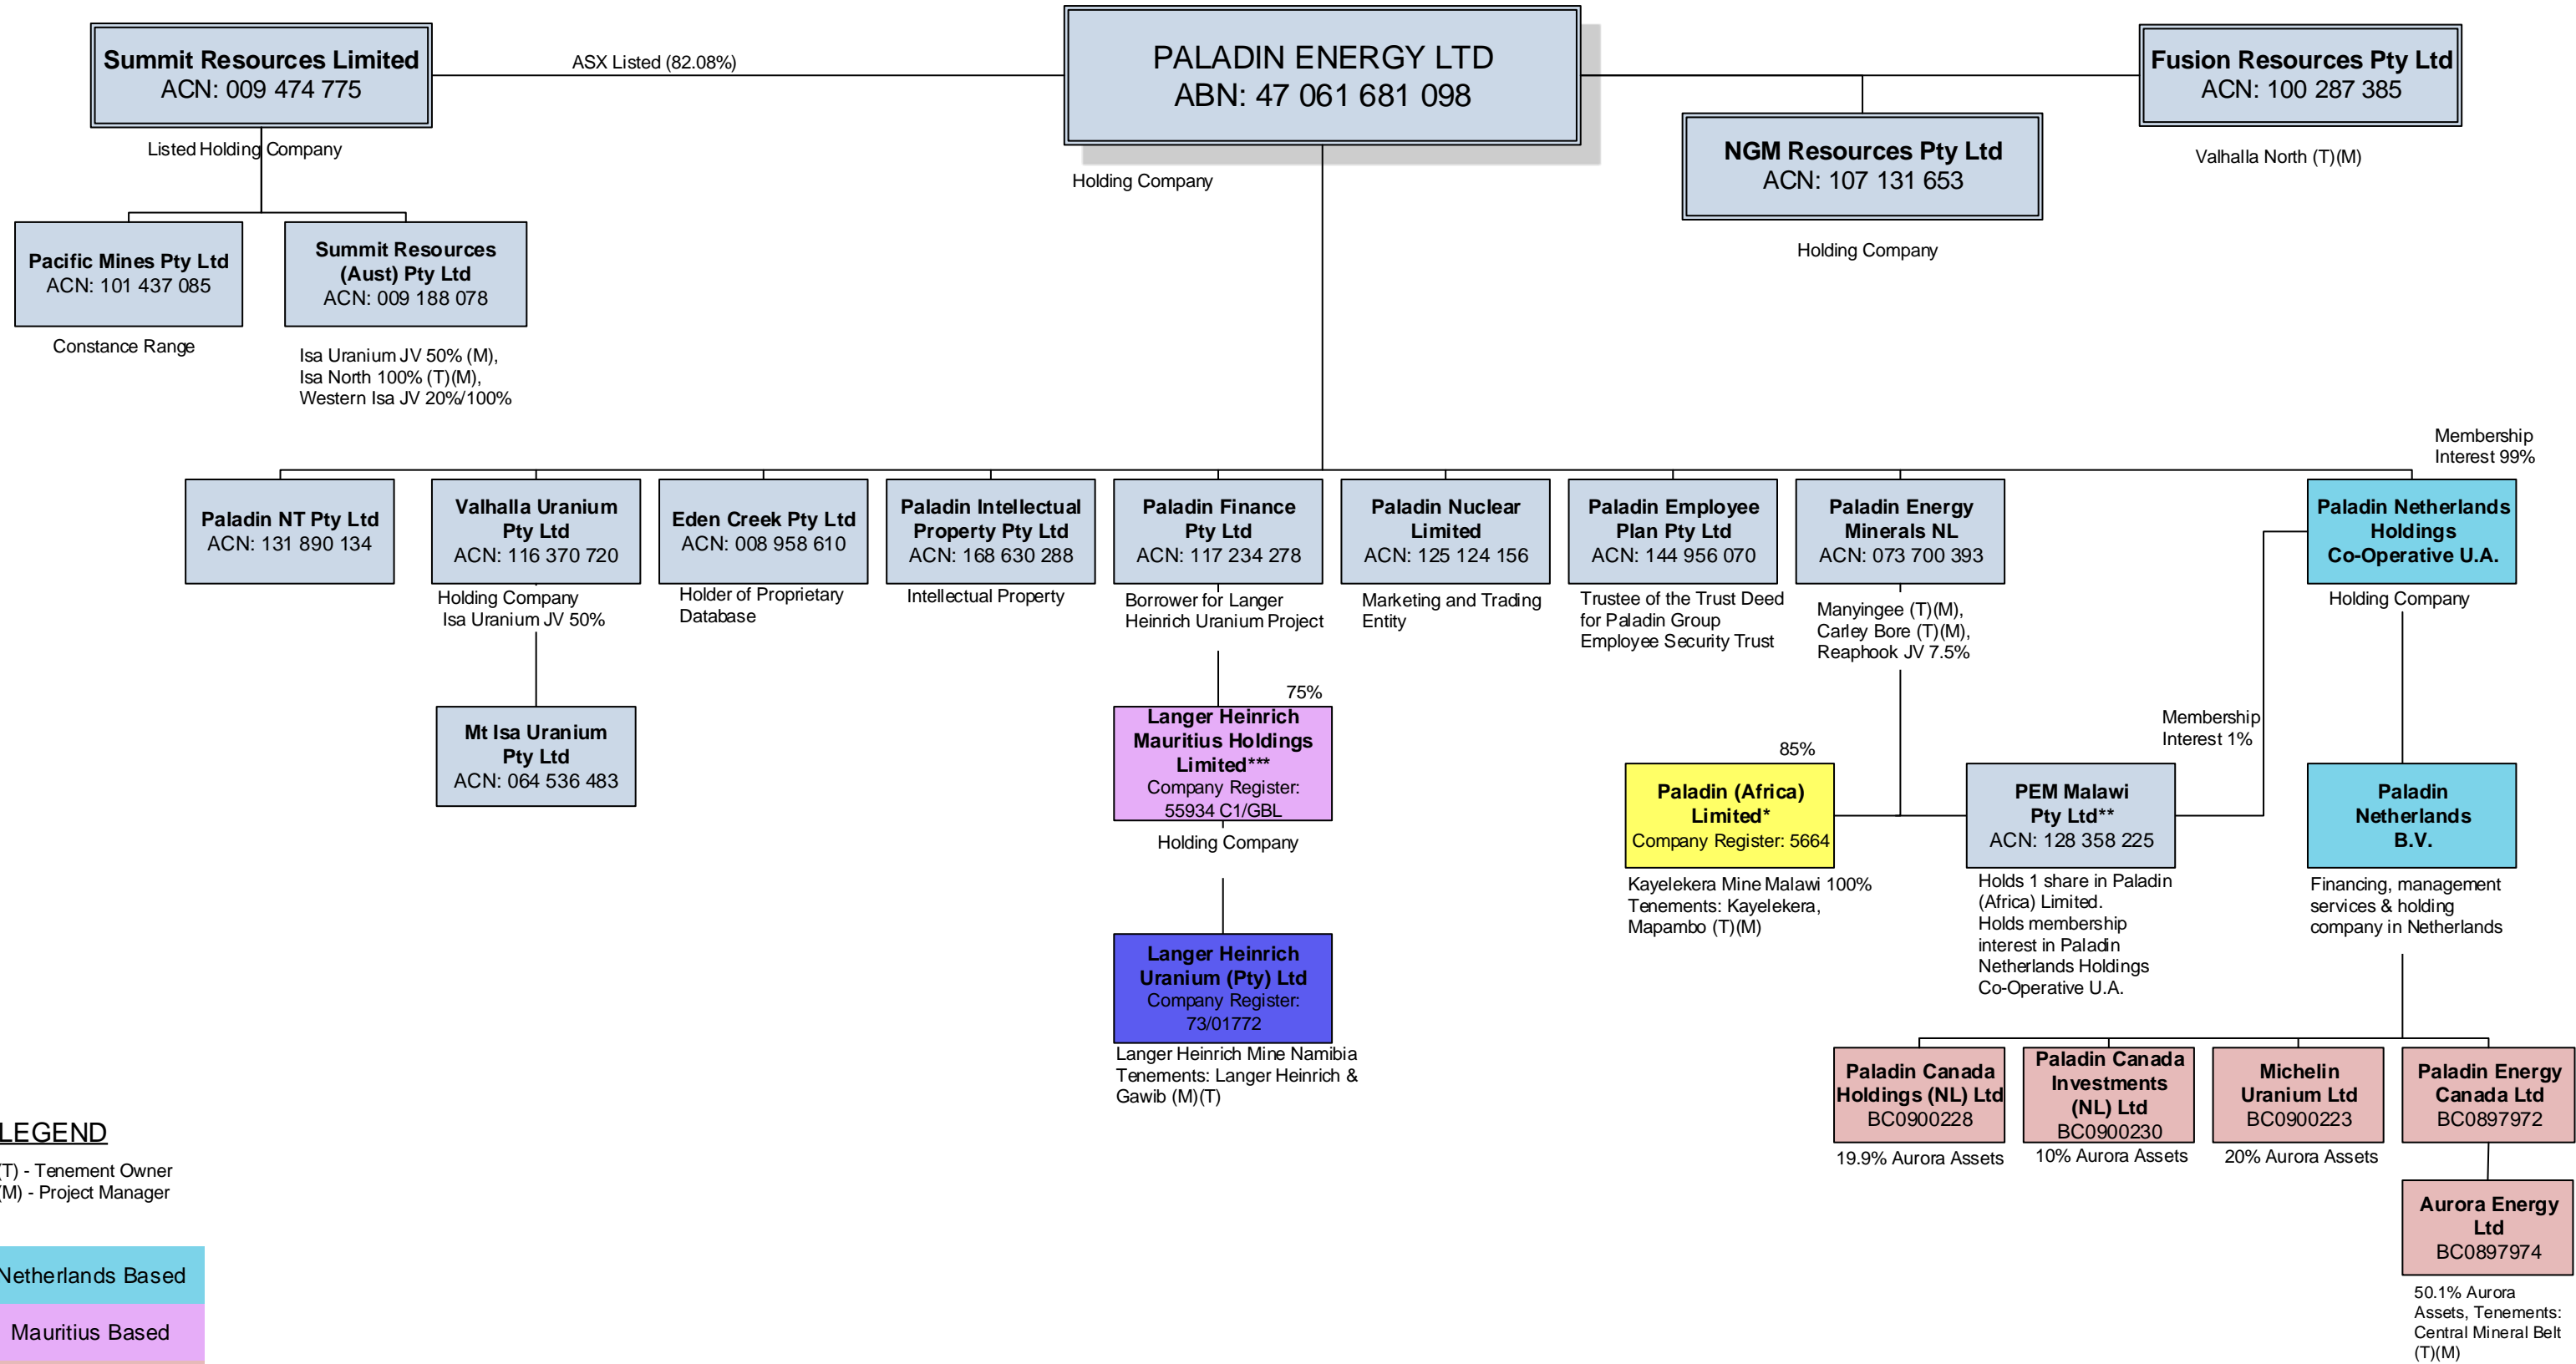 Summit Resources Limited
ACN: 009 474 775
Listed Holding Company
ASX Listed (82.08%)
PALADIN ENERGY LTD
ABN: 47 061 681 098
Holding Company
NGM Resources Pty Ltd
ACN: 107 131 653
Holding Company
Fusion Resources Pty Ltd
ACN: 100 287 385
Valhalla North (T)(M)
Pacific Mines Pty Ltd
ACN: 101 437 085
Constance Range
Summit Resources
(Aust) Pty Ltd
ACN: 009 188 078
Isa Uranium JV 50% (M),
Isa North 100% (T)(M),
Western Isa JV 20%/100%
Membership
Interest 99%
Paladin NT Pty Ltd
ACN: 131 890 134
Valhalla Uranium
Pty Ltd
ACN: 116 370 720
Holding Company
Isa Uranium JV 50%
Eden Creek Pty Ltd
ACN: 008 958 610
Holder of Proprietary
Database
Paladin Intellectual
Property Pty Ltd
ACN: 168 630 288
Intellectual Property
Paladin Finance
Pty Ltd
ACN: 117 234 278
Borrower for Langer
Heinrich Uranium Project
Paladin Nuclear
Limited
ACN: 125 124 156
Marketing and Trading
Entity
Paladin Employee
Plan Pty Ltd
ACN: 144 956 070
Trustee of the Trust Deed
for Paladin Group
Employee Security Trust
Paladin Energy
Minerals NL
ACN: 073 700 393
Manyingee (T)(M),
Carley Bore (T)(M),
Reaphook JV 7.5%
Paladin Netherlands
Holdings
Co-Operative U.A.
Holding Company
Mt Isa Uranium
Pty Ltd
ACN: 064 536 483
75%
Langer Heinrich
Mauritius Holdings
Limited***
Company Register:
55934 C1/GBL
Holding Company
Langer Heinrich
Uranium (Pty) Ltd
Company Register:
73/01772
Langer Heinrich Mine Namibia
Tenements: Langer Heinrich &
Gawib (M)(T)
85%
Paladin (Africa)
Limited*
Company Register: 5664
Kayelekera Mine Malawi 100%
Tenements: Kayelekera,
Mapambo (T)(M)
Membership
Interest 1%
PEM Malawi
Pty Ltd**
ACN: 128 358 225
Holds 1 share in Paladin
(Africa) Limited.
Holds membership
interest in Paladin
Netherlands Holdings
Co-Operative U.A.
Paladin
Netherlands
B.V.
Financing, management
services & holding
company in Netherlands
Paladin Canada
Holdings (NL) Ltd
BC0900228
19.9% Aurora Assets
Paladin Canada
Investments
(NL) Ltd
BC0900230
10% Aurora Assets
Michelin
Uranium Ltd
BC0900223
20% Aurora Assets
Paladin Energy
Canada Ltd
BC0897972
Aurora Energy
Ltd
BC0897974
50.1% Aurora
Assets, Tenements:
Central Mineral Belt
(T)(M)
LEGEND
(T) - Tenement Owner
(M) - Project Manager
Netherlands Based
Mauritius Based